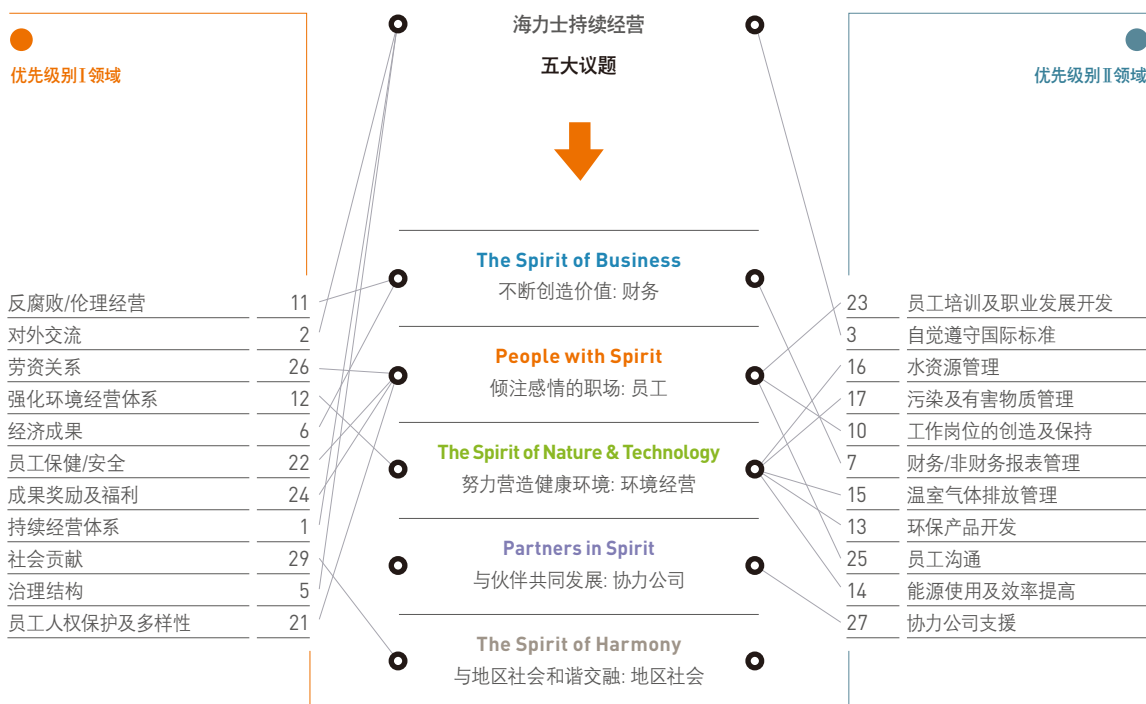 优先级别Ⅰ领域
反腐败/伦理经营 11
对外交流 2
劳资关系 26
强化环境经营体系 12
经济成果 6
员工保健/安全 22
成果奖励及福利 24
持续经营体系 1
社会贡献 29
治理结构 5
员工人权保护及多样性 21
海力士持续经营
五大议题
The Spirit of Business
不断创造价值: 财务
People with Spirit
倾注感情的职场: 员工
The Spirit of Nature & Technology
努力营造健康环境: 环境经营
Partners in Spirit
与伙伴共同发展: 协力公司
The Spirit of Harmony
与地区社会和谐交融: 地区社会
优先级别Ⅱ领域
23 员工培训及职业发展开发
3 自觉遵守国际标准
16 水资源管理
17 污染及有害物质管理
10 工作岗位的创造及保持
7 财务/非财务报表管理
15 温室气体排放管理
13 环保产品开发
25 员工沟通
14 能源使用及效率提高
27 协力公司支援